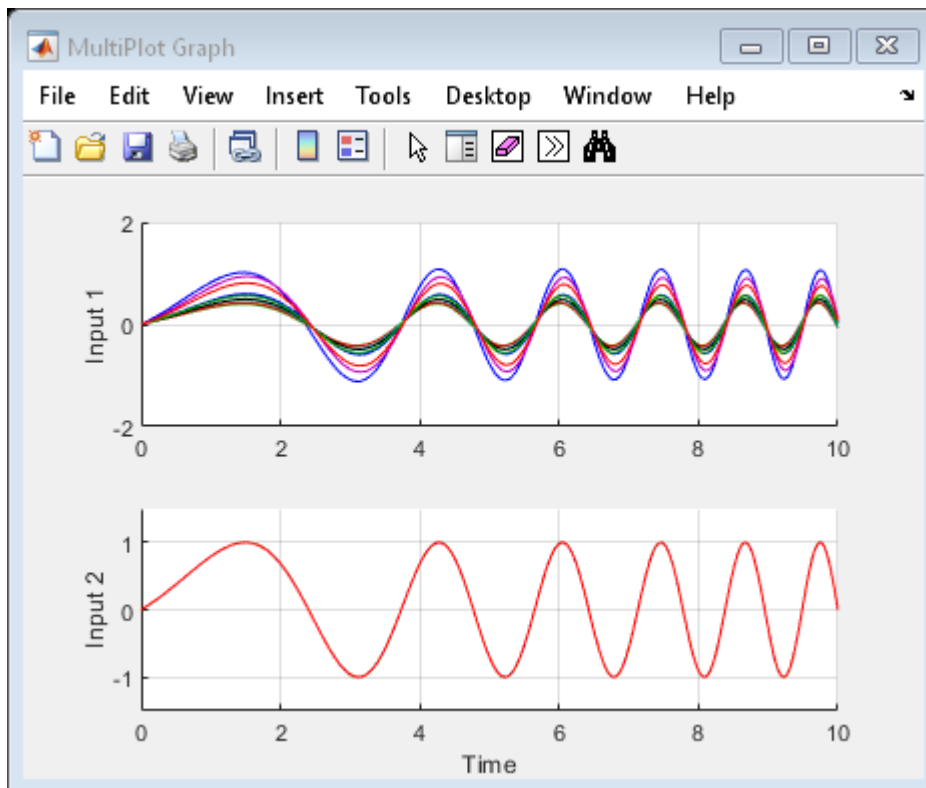 MultiPlot Graph
File Edit View Insert Tools Desktop Window Help
2
0
-2
Input 1
0 2 4 6 8 10
1
0
-1
Input 2
0 2 4 6 8 10
Time